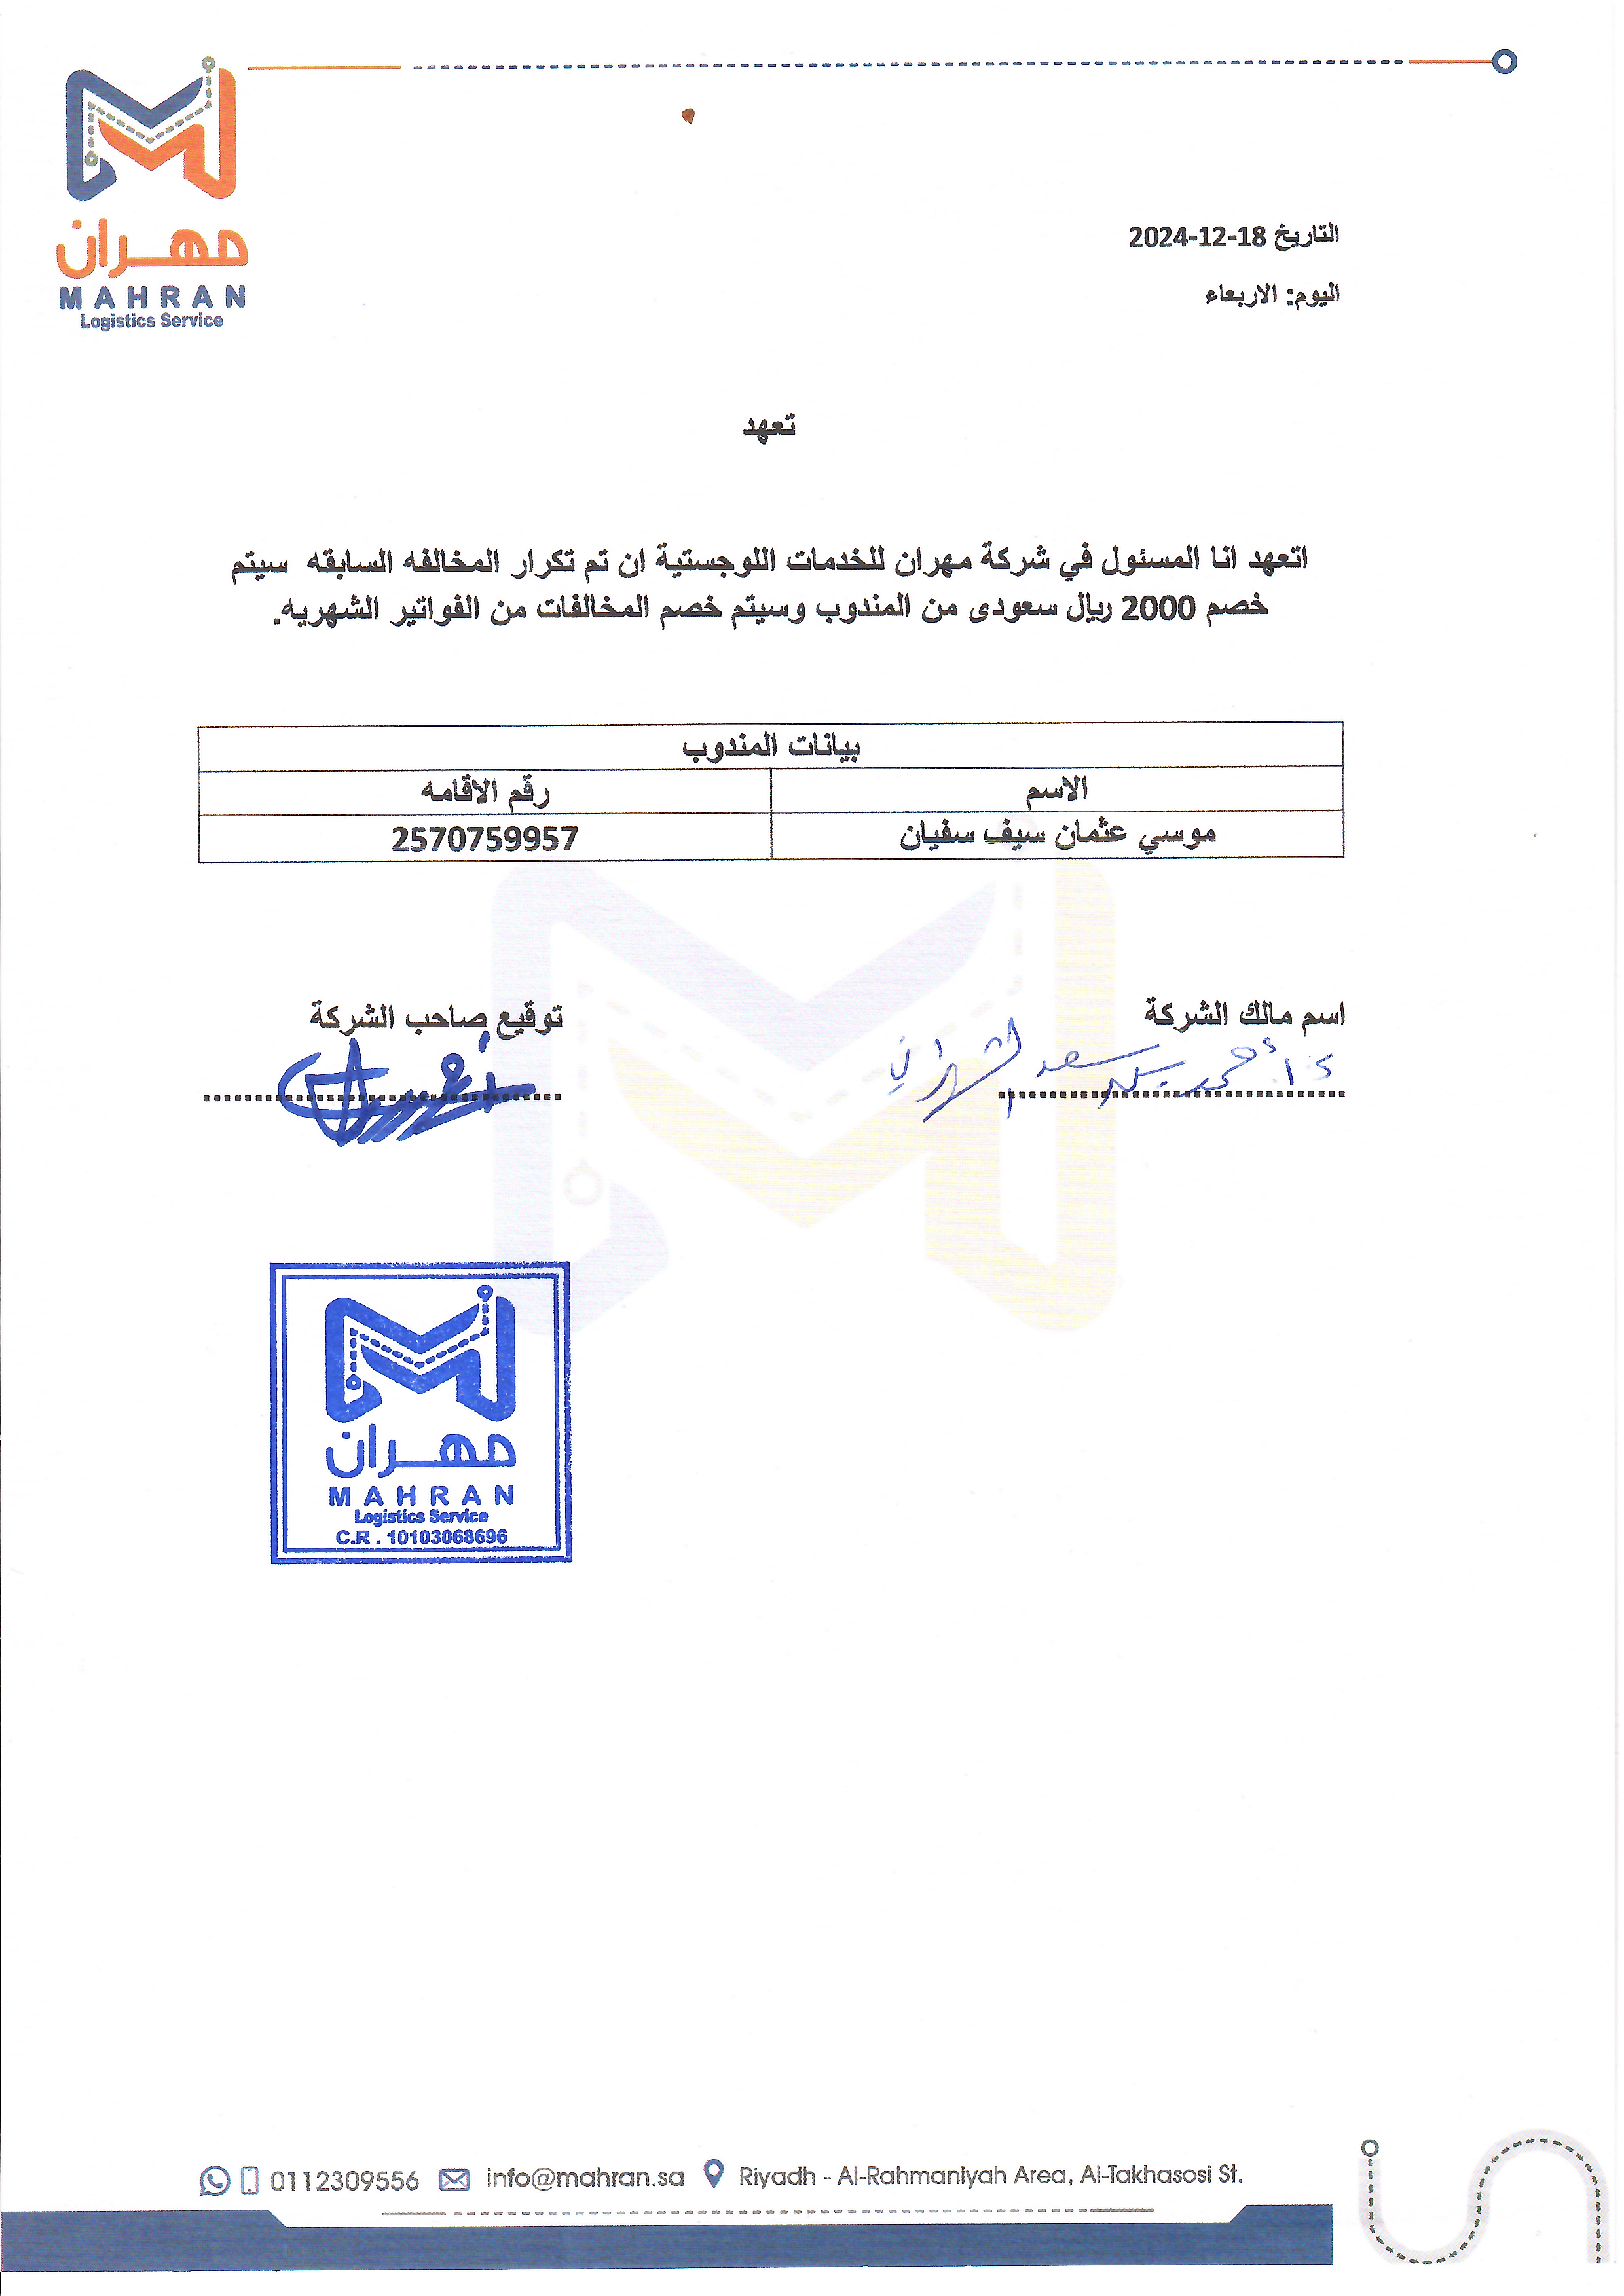 مهران
MAHRAN
Logistics Service
التاريخ 18-12-2024
اليوم: الاربعاء
تعهد
اتعهد انا المسئول في شركة مهران للخدمات اللوجستية ان تم تكرار المخالفه السابقه سيتم
خصم 2000 ريال سعودى من المندوب وسيتم خصم المخالفات من الفواتير الشهريه.
بيانات المندوب
الاسم رقم الاقامه
موسي عثمان سيف سفيان 2570759957
اسم مالك الشركة توقيع صاحب الشركة
أحمد سعد الشهراني
مهران
MAHRAN
Logistics Service
C.R . 10103068696
0112309556 info@mahran.sa Riyadh - Al-Rahmaniyah Area, Al-Takhasosi St.